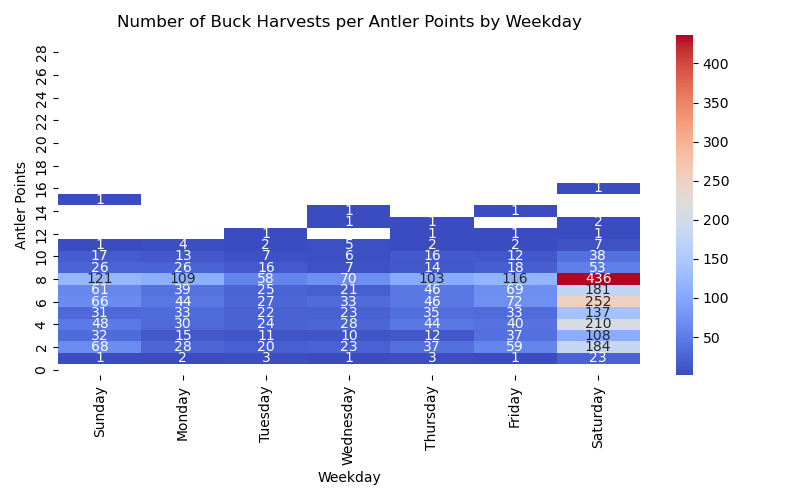 Number of Buck Harvests per Antler Points by Weekday
28
26
24
22
20
18
16 1
1
14 1 1
1 1 2
12 1 1 1 1
1 4 2 5 2 2 7
10 17 13 7 6 16 12 38
26 26 16 7 14 18 53
8 121 109 58 70 103 116 436
61 39 25 21 46 69 181
6 66 44 27 33 46 72 252
31 33 22 23 35 33 137
4 48 30 24 28 44 40 210
32 15 11 10 12 37 108
2 68 28 20 23 37 59 184
1 2 3 1 3 1 23
0
Antler Points
Sunday Monday Tuesday Wednesday Thursday Friday Saturday
Weekday
400
350
300
250
200
150
100
50